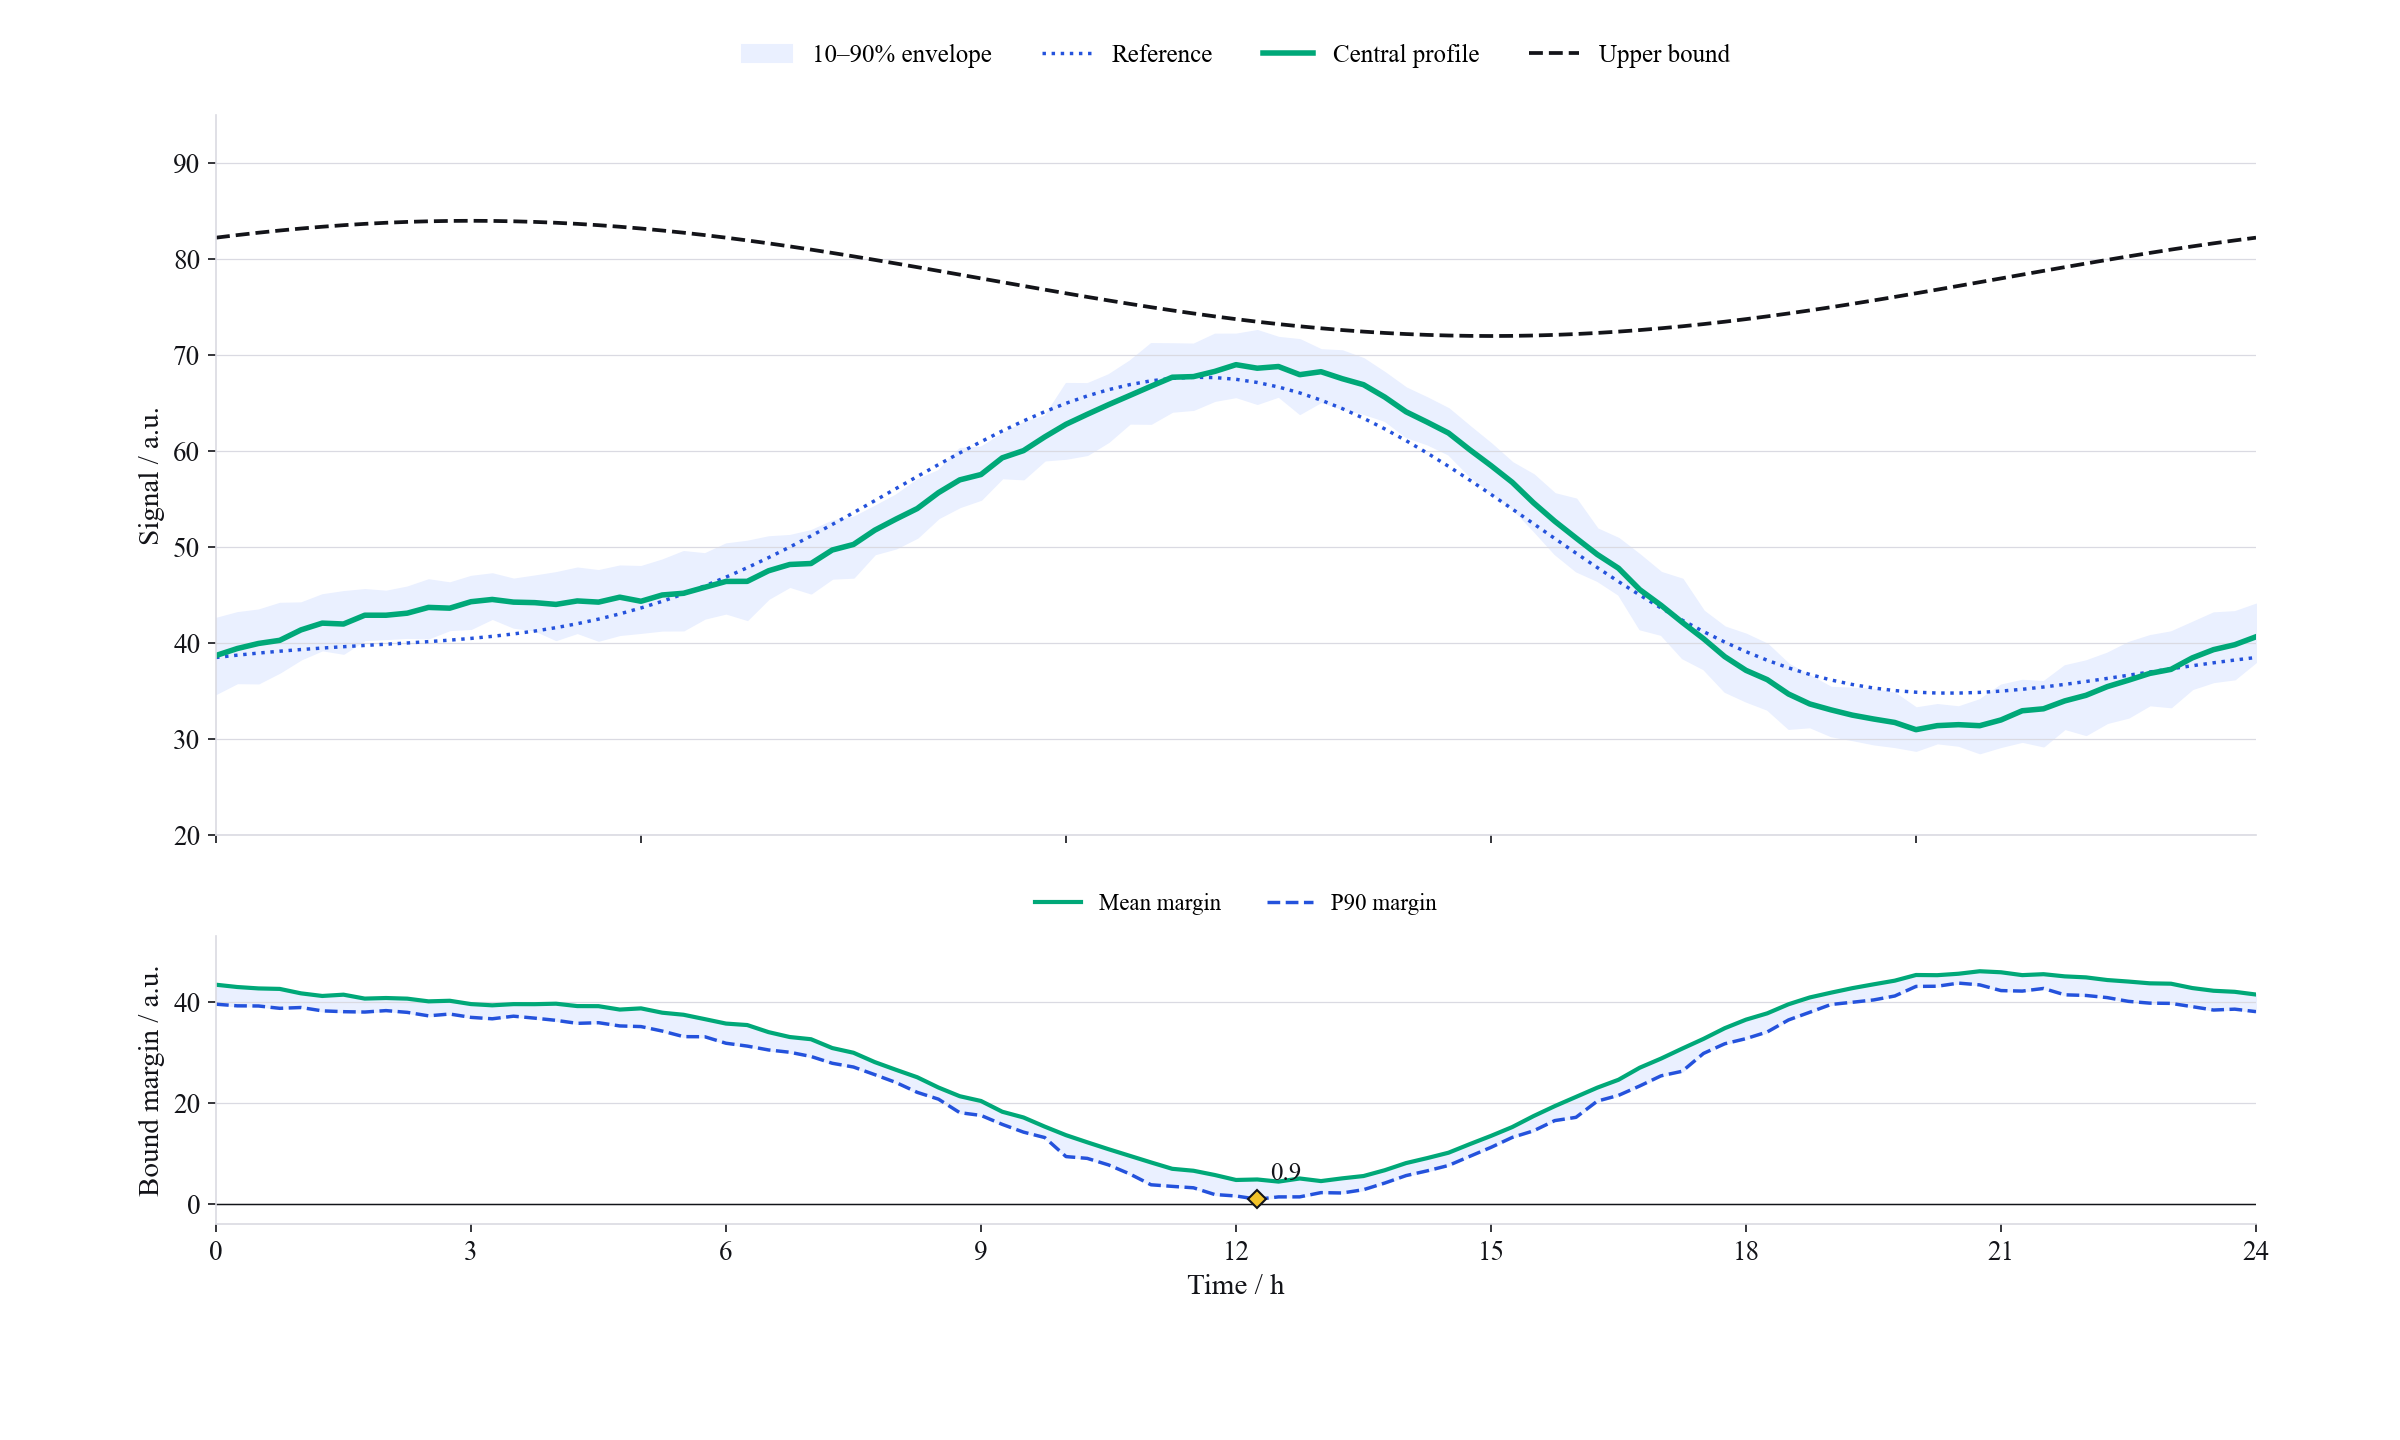 10–90% envelope Reference Central profile Upper bound
90
80
70
60
50
40
30
20
Signal / a.u.
Mean margin P90 margin
40
20
0
Bound margin / a.u.
0.9
0 3 6 9 12 15 18 21 24
Time / h